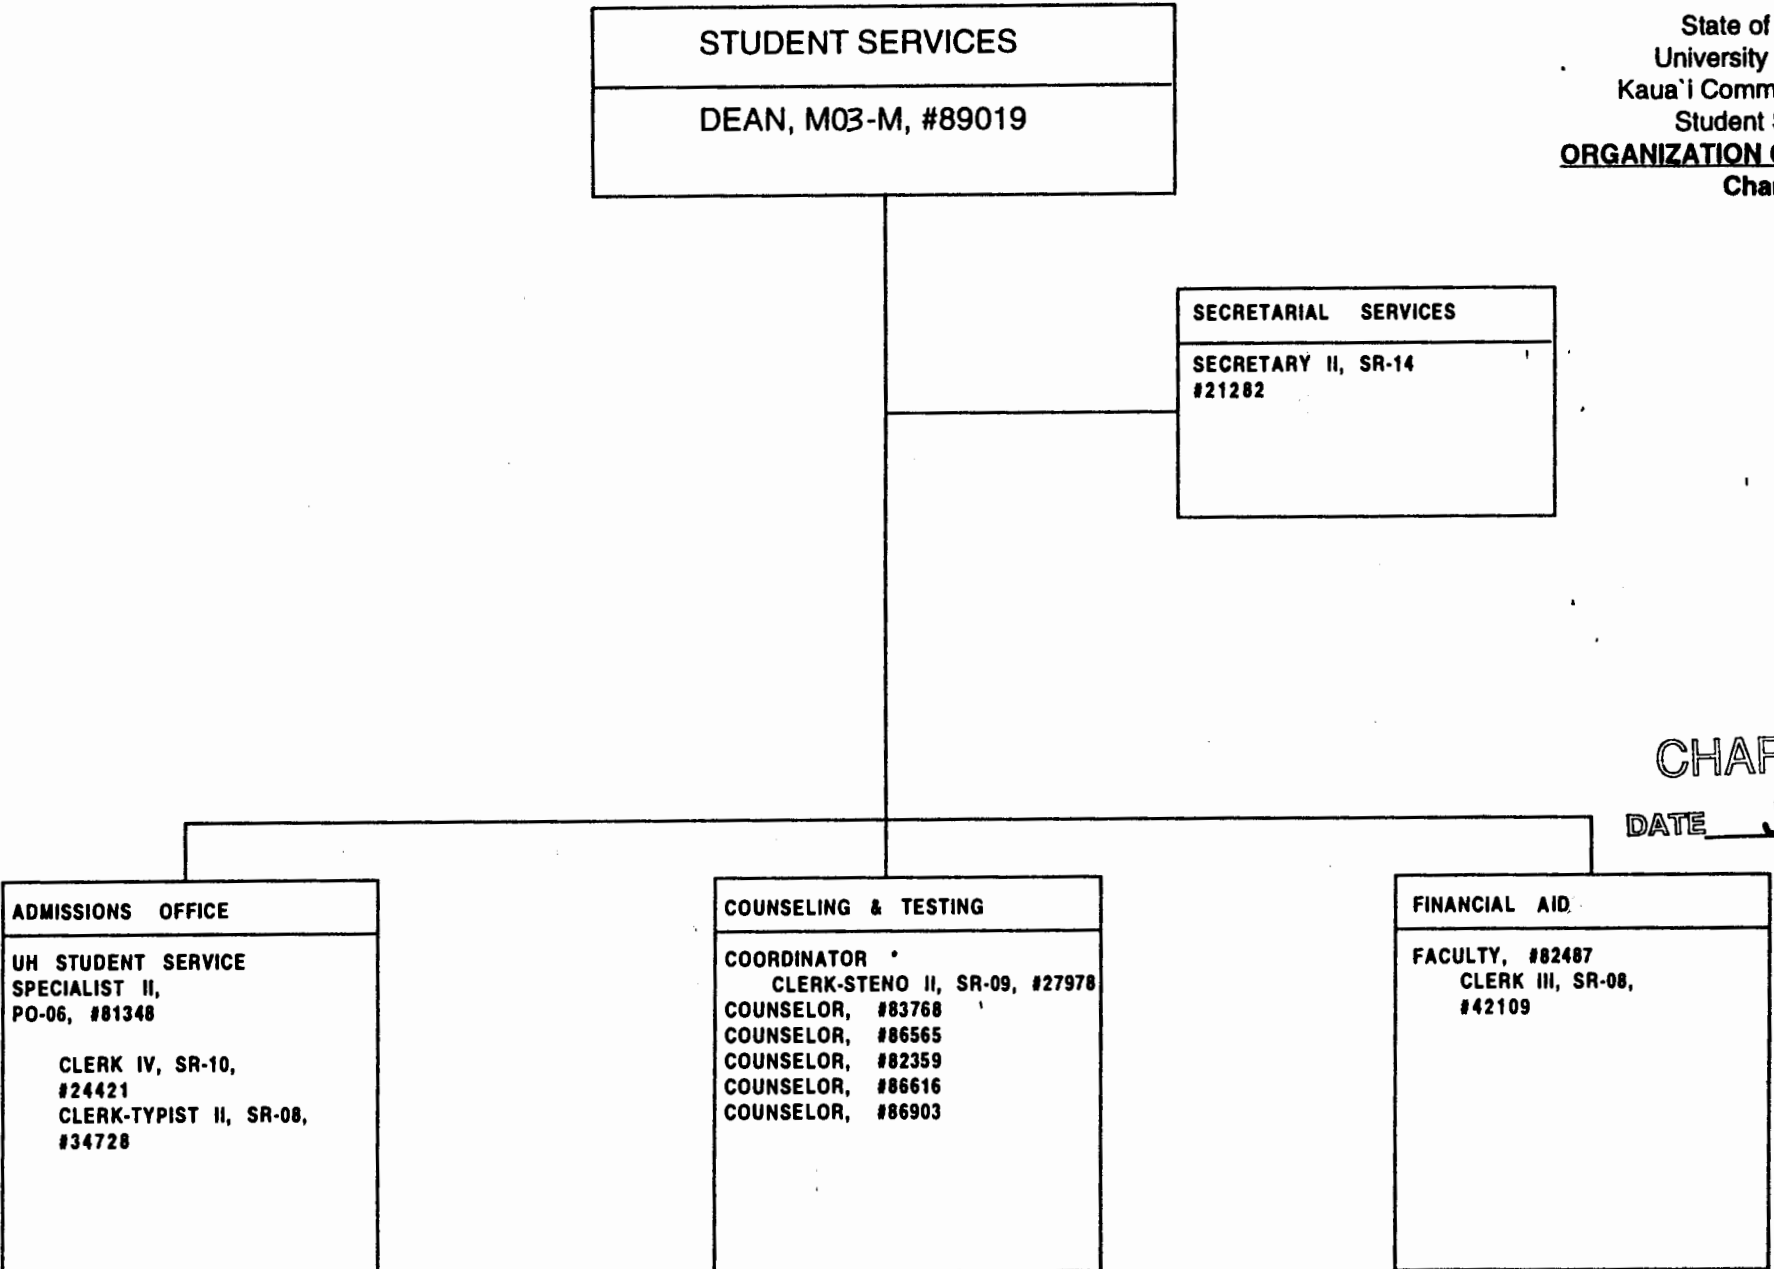 STUDENT SERVICES
DEAN, M03-M, #89019
State of
University
Kaua`i Comm
Student
ORGANIZATION
Char
SECRETARIAL SERVICES
SECRETARY II, SR-14
#21282
CHAR
DATE
ADMISSIONS OFFICE
UH STUDENT SERVICE
SPECIALIST II,
PO-06, #81348
CLERK IV, SR-10,
#24421
CLERK-TYPIST II, SR-08,
#34728
COUNSELING & TESTING
COORDINATOR *
CLERK-STENO II, SR-09, #27978
COUNSELOR, #83768
COUNSELOR, #86565
COUNSELOR, #82359
COUNSELOR, #86616
COUNSELOR, #86903
FINANCIAL AID
FACULTY, #82487
CLERK III, SR-08,
#42109